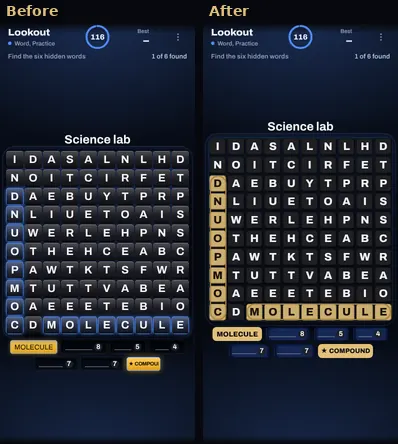 Before
After
Lookout
116
Best
–
Word, Practice
Find the six hidden words
1 of 6 found
Science lab
I D A S A L N L H D
N O I T C I R F E T
D A E B U Y T P R P
N L I U E T O A I S
U W E R L E H P N S
O T H E H C E A B C
P A W T K T S F W R
M T U T T V A B E A
O A E E E T E B I O
C D M O L E C U L E
MOLECULE
8
5
4
7
7
★ COMPOU
Lookout
116
Best
–
Word, Practice
Find the six hidden words
1 of 6 found
Science lab
I D A S A L N L H D
N O I T C I R F E T
D A E B U Y T P R P
N L I U E T O A I S
U W E R L E H P N S
O T H E H C E A B C
P A W T K T S F W R
M T U T T V A B E A
O A E E E T E B I O
C D M O L E C U L E
MOLECULE
8
5
4
7
7
★ COMPOUND